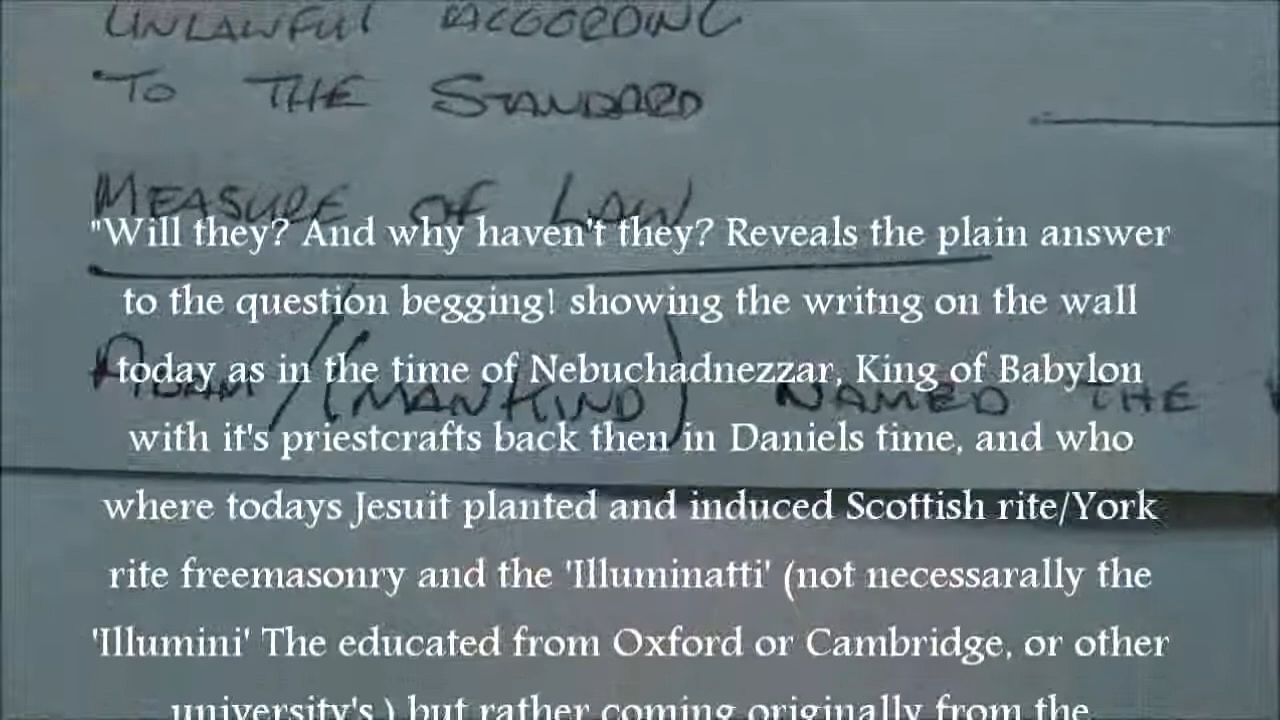 UNLAWFUL ACCORDING
TO THE STANDARD
MEASURE OF LAW
"Will they? And why haven't they? Reveals the plain answer
to the question begging! showing the writng on the wall
ADAM/(MANKIND) NAMED THE
today as in the time of Nebuchadnezzar, King of Babylon
with it's priestcrafts back then in Daniels time, and who
where todays Jesuit planted and induced Scottish rite/York
rite freemasonry and the 'Illuminatti' (not necessarally the
'Illumini' The educated from Oxford or Cambridge, or other
university's ) but rather coming originally from the